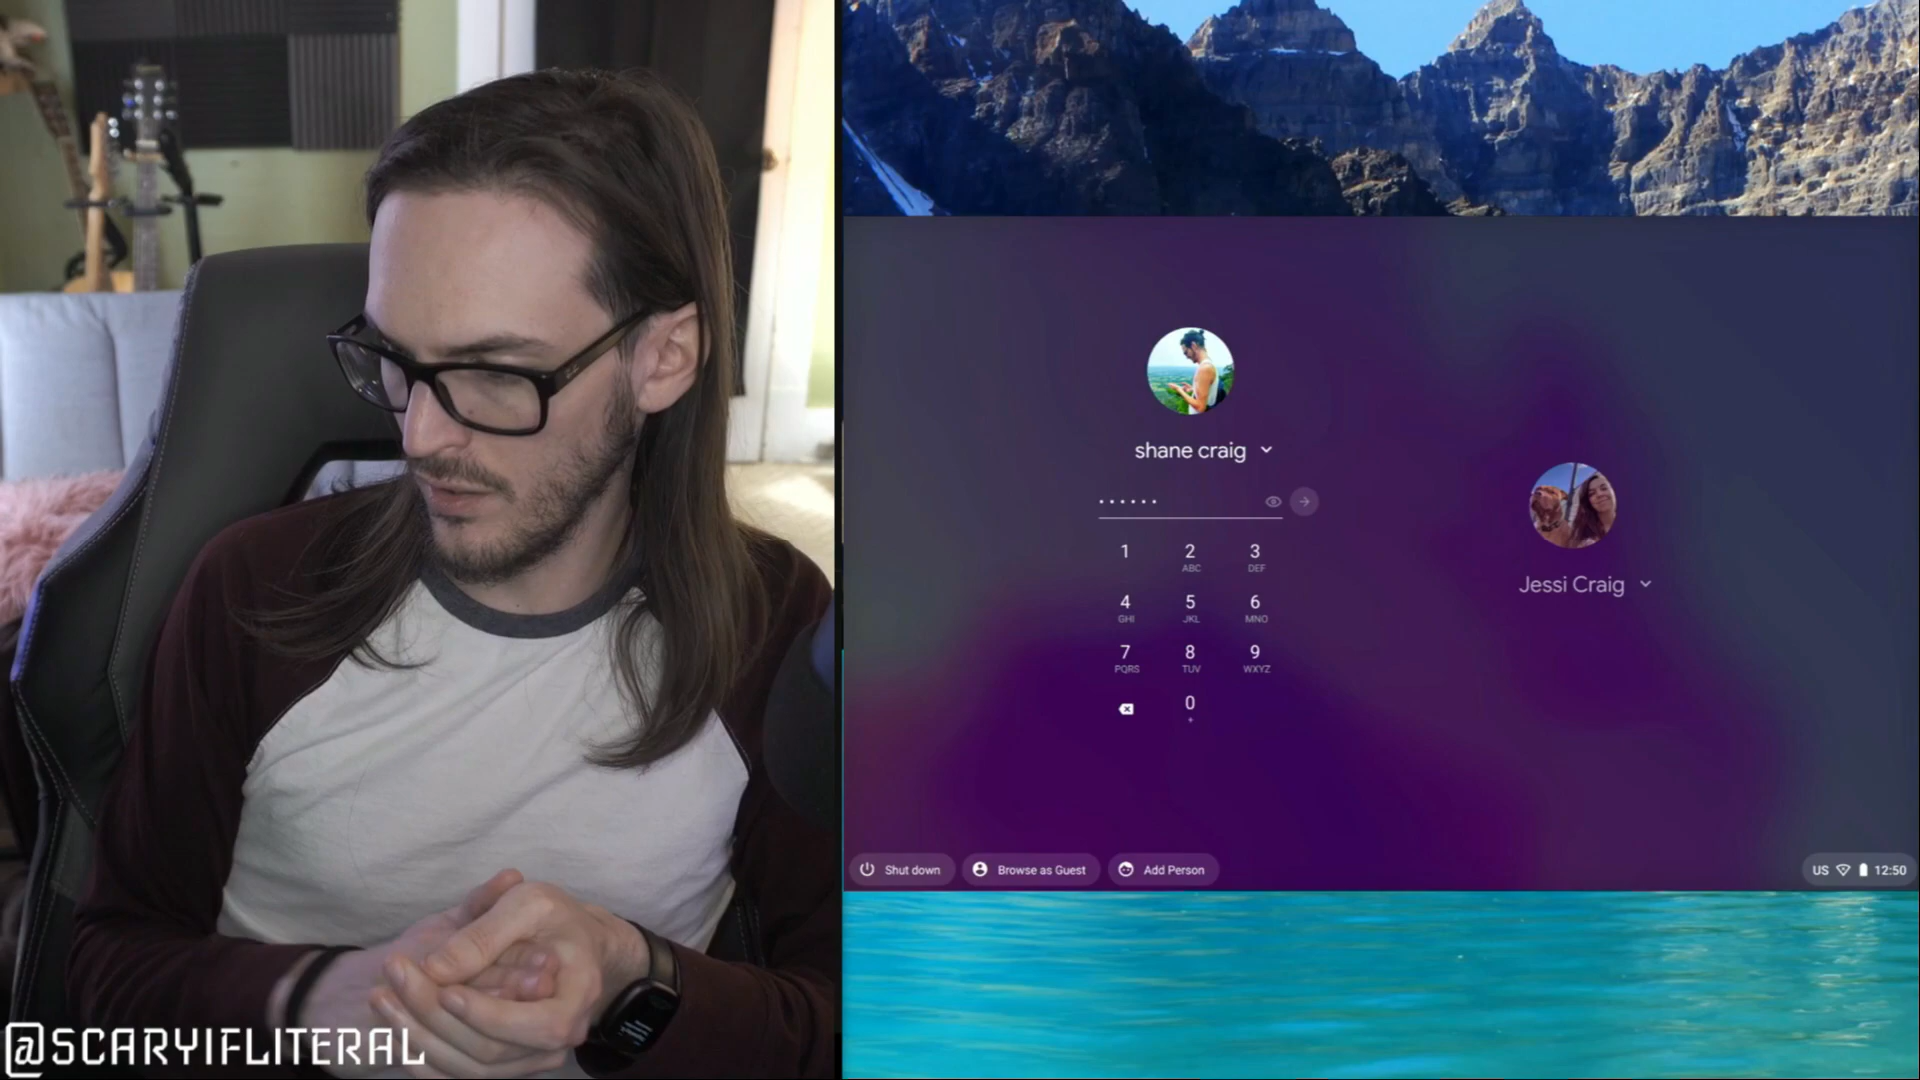 @SCARYIFLITERAL
shane craig
Jessi Craig
1
2
ABC
3
DEF
4
GHI
5
JKL
6
MNO
7
PQRS
8
TUV
9
WXYZ
0
+
Shut down
Browse as Guest
Add Person
US
12:50